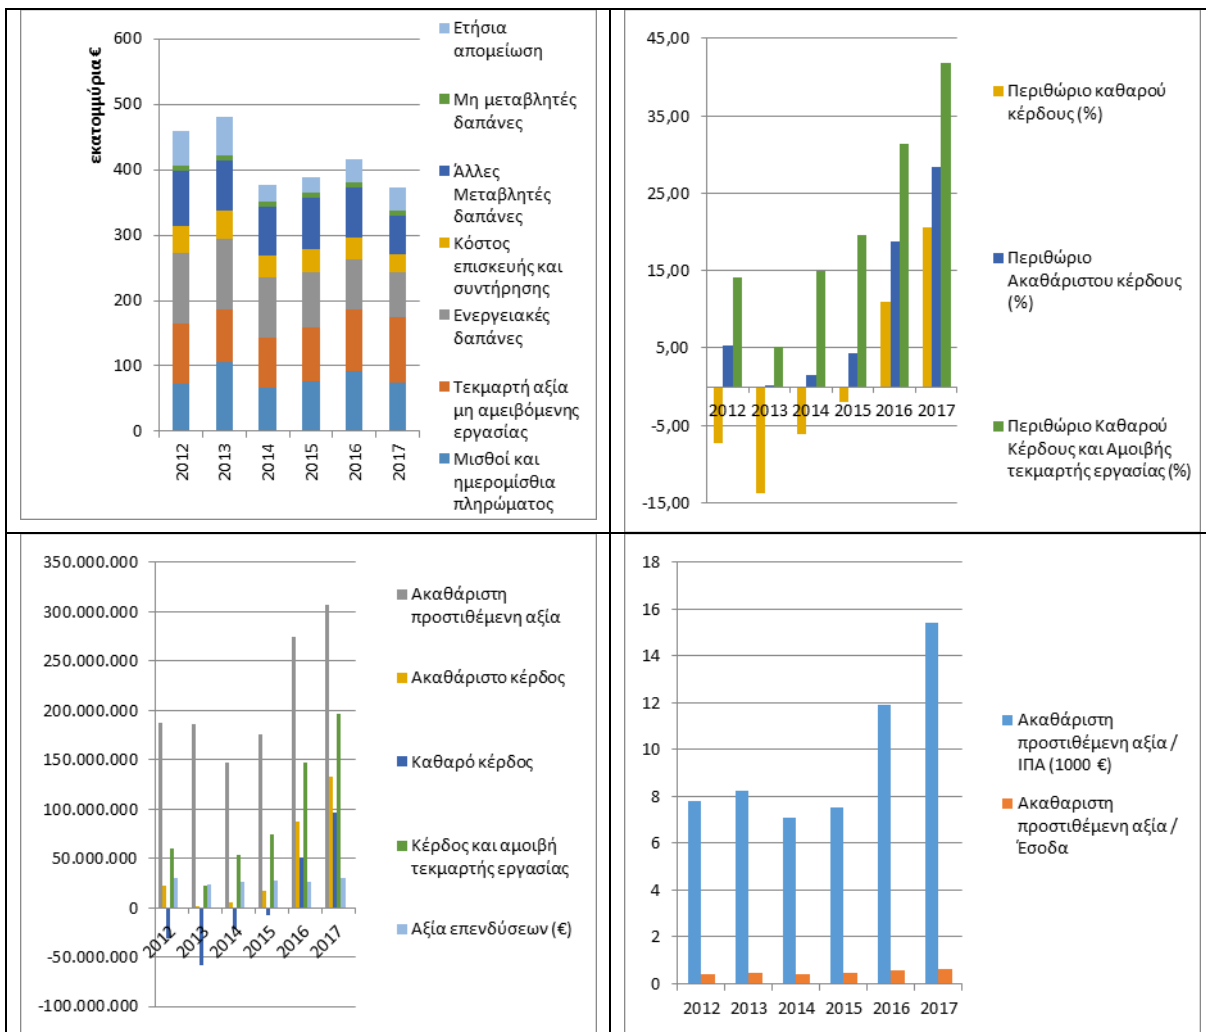 εκατομμύρια €
600
500
400
300
200
100
0
2012
2013
2014
2015
2016
2017
Ετήσια
απομείωση
Μη μεταβλητές
δαπάνες
Άλλες
Μεταβλητές
δαπάνες
Κόστος
επισκευής και
συντήρησης
Ενεργειακές
δαπάνες
Τεκμαρτή αξία
μη αμειβόμενης
εργασίας
Μισθοί και
ημερομίσθια
πληρώματος
45,00
35,00
25,00
15,00
5,00
-5,00
-15,00
2012 2013 2014 2015 2016 2017
Περιθώριο καθαρού
κέρδους (%)
Περιθώριο
Ακαθάριστου κέρδους
(%)
Περιθώριο Καθαρού
Κέρδους και Αμοιβής
τεκμαρτής εργασίας (%)
350.000.000
300.000.000
250.000.000
200.000.000
150.000.000
100.000.000
50.000.000
0
-50.000.000
-100.000.000
2012
2013
2014
2015
2016
2017
Ακαθάριστη
προστιθέμενη αξία
Ακαθάριστο κέρδος
Καθαρό κέρδος
Κέρδος και αμοιβή
τεκμαρτής εργασίας
Αξία επενδύσεων (€)
18
16
14
12
10
8
6
4
2
0
2012 2013 2014 2015 2016 2017
Ακαθάριστη
προστιθέμενη αξία /
ΙΠΑ (1000 €)
Ακαθαριστη
προστιθέμενη αξία /
Έσοδα